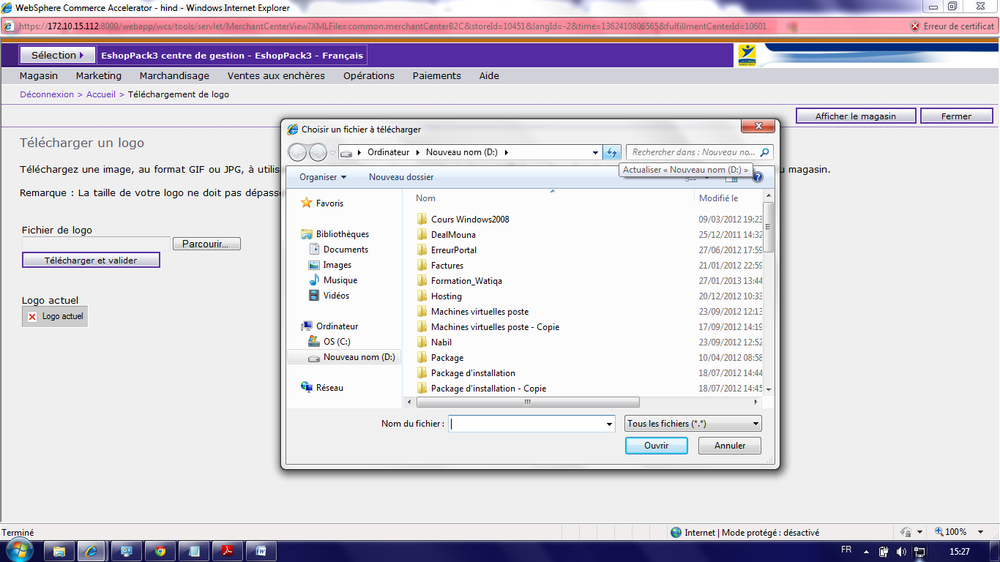 WebSphere Commerce Accelerator - hind - Windows Internet Explorer
https://172.10.15.112:8000/webapp/wcs/tools/servlet/MerchantCenterView?XMLFile=common.merchantCenterB2C&storeId=10451&langId=-2&time=1362410806565&fulfillmentCenterId=10601
Erreur de certificat
Sélection
EshopPack3 centre de gestion - EshopPack3 - Français
Magasin Marketing Marchandisage Ventes aux enchères Opérations Paiements Aide
Déconnexion > Accueil > Téléchargement de logo
Afficher le magasin Fermer
Télécharger un logo
Téléchargez une image, au format GIF ou JPG, à utilis
u magasin.
Remarque : La taille de votre logo ne doit pas dépasse
Fichier de logo
Parcourir...
Télécharger et valider
Logo actuel
Logo actuel
Choisir un fichier à télécharger
Ordinateur Nouveau nom (D:)
Rechercher dans : Nouveau no...
Actualiser « Nouveau nom (D:) »
Organiser Nouveau dossier
Favoris
Bibliothèques
Documents
Images
Musique
Vidéos
Ordinateur
OS (C:)
Nouveau nom (D:)
Réseau
Nom Modifié le
Cours Windows2008 09/03/2012 19:23
DealMouna 25/12/2011 14:32
ErreurPortal 27/06/2012 17:59
Factures 21/01/2012 22:59
Formation_Watiqa 27/01/2013 13:44
Hosting 20/12/2012 10:33
Machines virtuelles poste 23/09/2012 12:13
Machines virtuelles poste - Copie 17/09/2012 14:19
Nabil 23/09/2012 12:52
Package 10/04/2012 08:58
Package d'installation 18/07/2012 14:44
Package d'installation - Copie 18/07/2012 14:45
Nom du fichier :
Tous les fichiers (*.*)
Ouvrir Annuler
Terminé
Internet | Mode protégé : désactivé
100%
FR
15:27